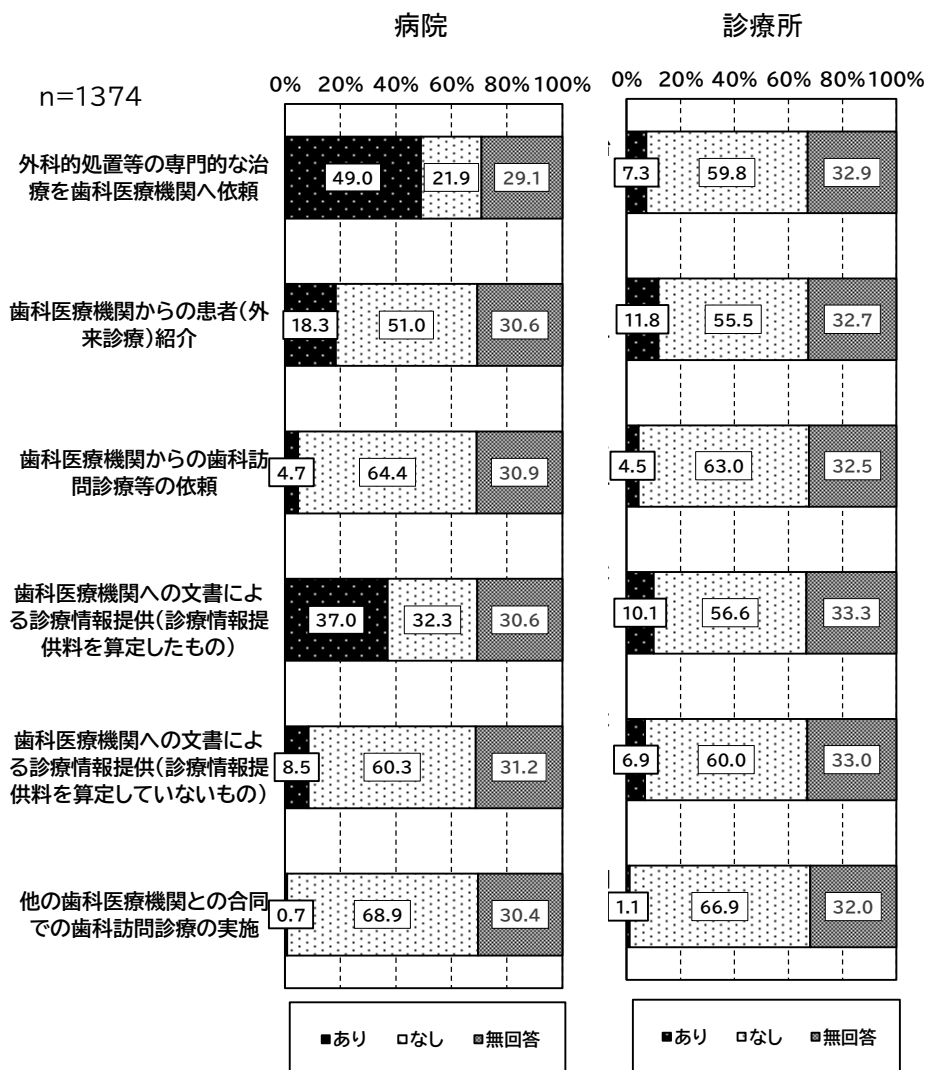 病院 診療所
n=1374
0% 20% 40% 60% 80% 100% 0% 20% 40% 60% 80% 100%
外科的処置等の専門的な治
療を歯科医療機関へ依頼
49.0 21.9 29.1 7.3 59.8 32.9
歯科医療機関からの患者(外
来診療)紹介
18.3 51.0 30.6 11.8 55.5 32.7
歯科医療機関からの歯科訪
問診療等の依頼
4.7 64.4 30.9 4.5 63.0 32.5
歯科医療機関への文書によ
る診療情報提供(診療情報提
供料を算定したもの)
37.0 32.3 30.6 10.1 56.6 33.3
歯科医療機関への文書によ
る診療情報提供(診療情報提
供料を算定していないもの)
8.5 60.3 31.2 6.9 60.0 33.0
他の歯科医療機関との合同
での歯科訪問診療の実施
0.7 68.9 30.4 1.1 66.9 32.0
あり なし 無回答 あり なし 無回答